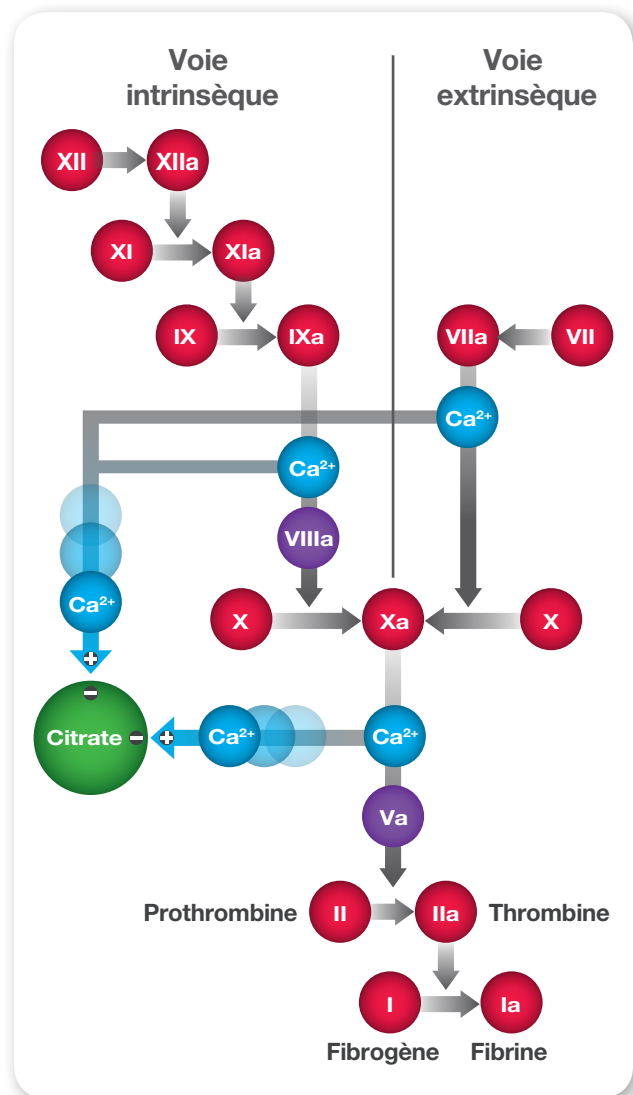 Voie
intrinsèque
Voie
extrinsèque
XII
XIIa
XI
XIa
IX
IXa
VIIa
VII
Ca²⁺
Ca²⁺
VIIIa
Ca²⁺
X
Xa
X
Citrate
Ca²⁺
Ca²⁺
Va
Prothrombine
II
IIa
Thrombine
I
Ia
Fibrogène
Fibrine